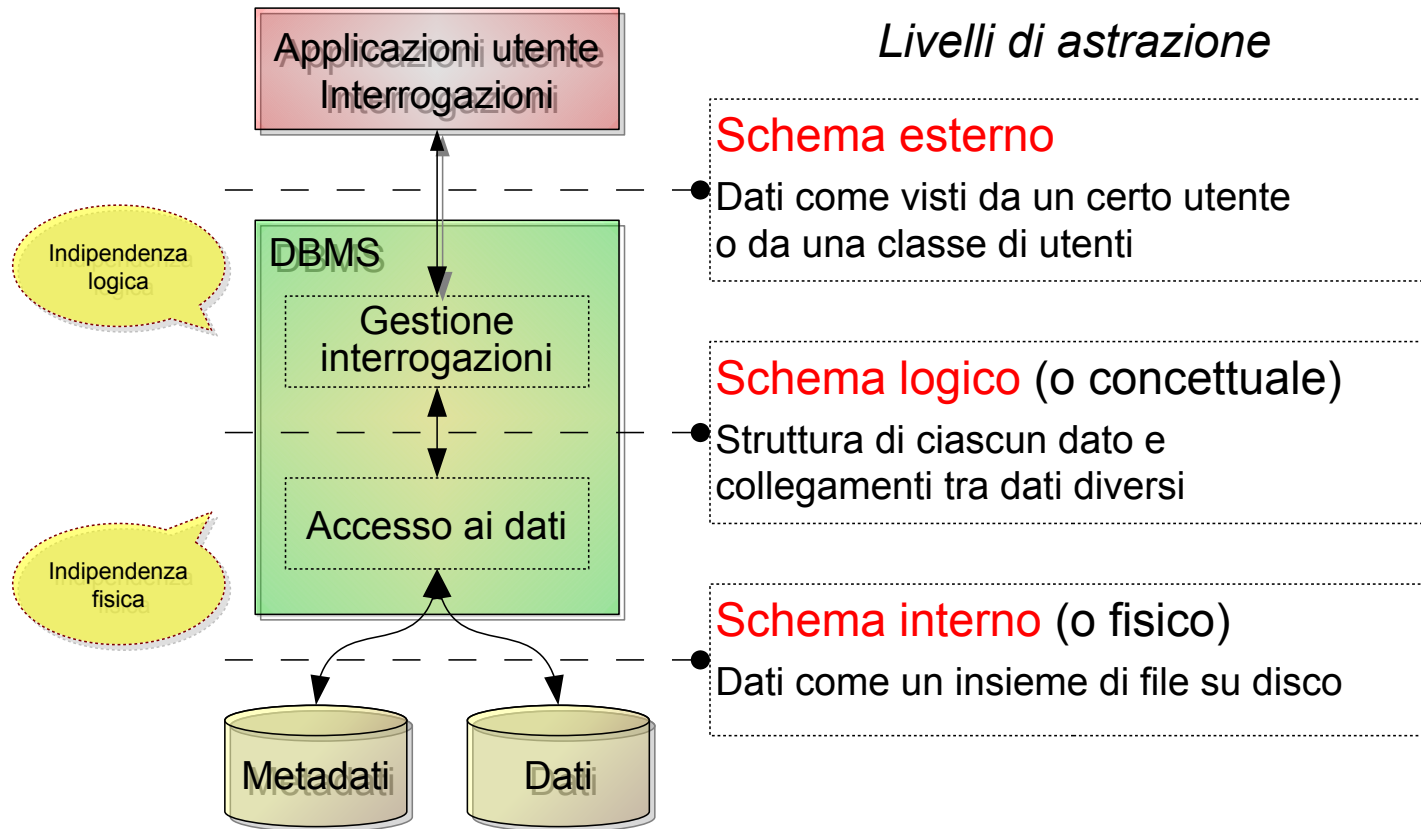 Applicazioni utente
Interrogazioni
Livelli di astrazione
Schema esterno
Dati come visti da un certo utente
o da una classe di utenti
Indipendenza
logica
DBMS
Gestione
interrogazioni
Schema logico (o concettuale)
Struttura di ciascun dato e
collegamenti tra dati diversi
Accesso ai dati
Indipendenza
fisica
Schema interno (o fisico)
Dati come un insieme di file su disco
Metadati
Dati